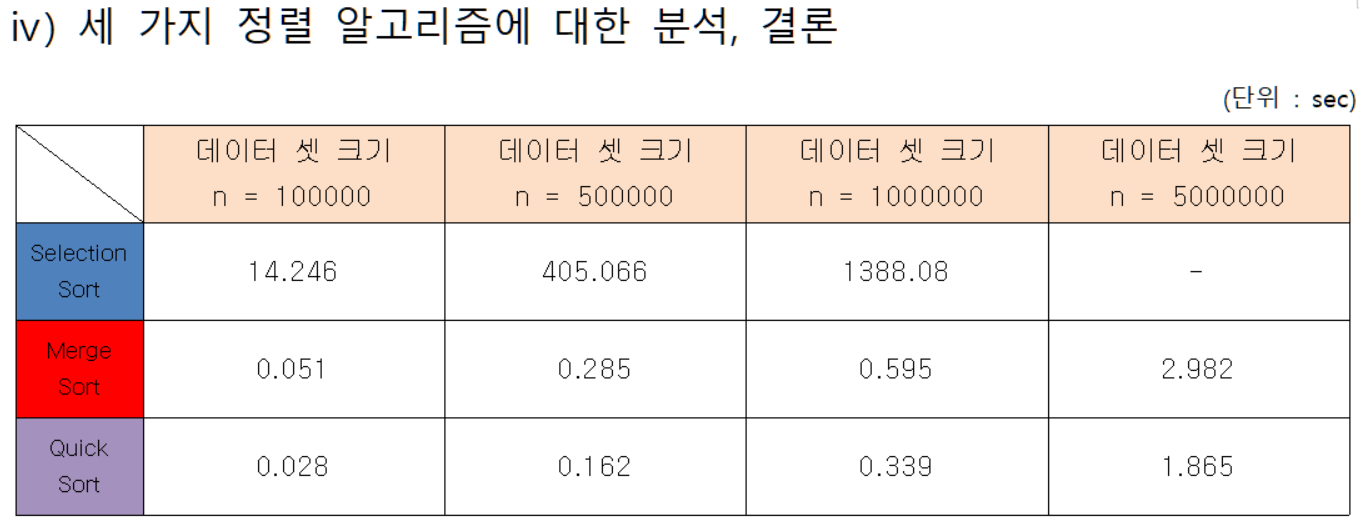 iv) 세 가지 정렬 알고리즘에 대한 분석, 결론
(단위 : sec)
데이터 셋 크기 데이터 셋 크기 데이터 셋 크기 데이터 셋 크기
n = 100000 n = 500000 n = 1000000 n = 5000000
Selection
Sort
14.246 405.066 1388.08 -
Merge
Sort
0.051 0.285 0.595 2.982
Quick
Sort
0.028 0.162 0.339 1.865